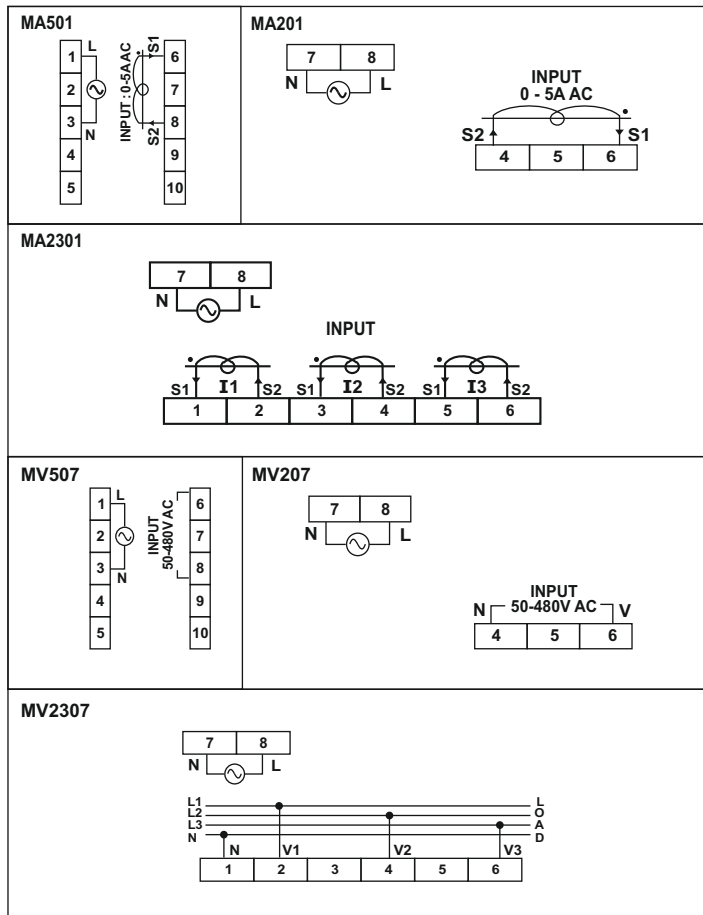 MA501
L
1
2
3
4
5
N
INPUT : 0-5A AC
S1
S2
6
7
8
9
10
MA201
7 8
N L
INPUT
0 - 5A AC
S2 S1
4 5 6
MA2301
7 8
N L
INPUT
S1 I1 S2 S1 I2 S2 S1 I3 S2
1 2 3 4 5 6
MV507
L
1
2
3
4
5
N
INPUT
50-480V AC
6
7
8
9
10
MV207
7 8
N L
INPUT
N 50-480V AC V
4 5 6
MV2307
7 8
N L
L1 L
L2 O
L3 A
N D
N V1 V2 V3
1 2 3 4 5 6